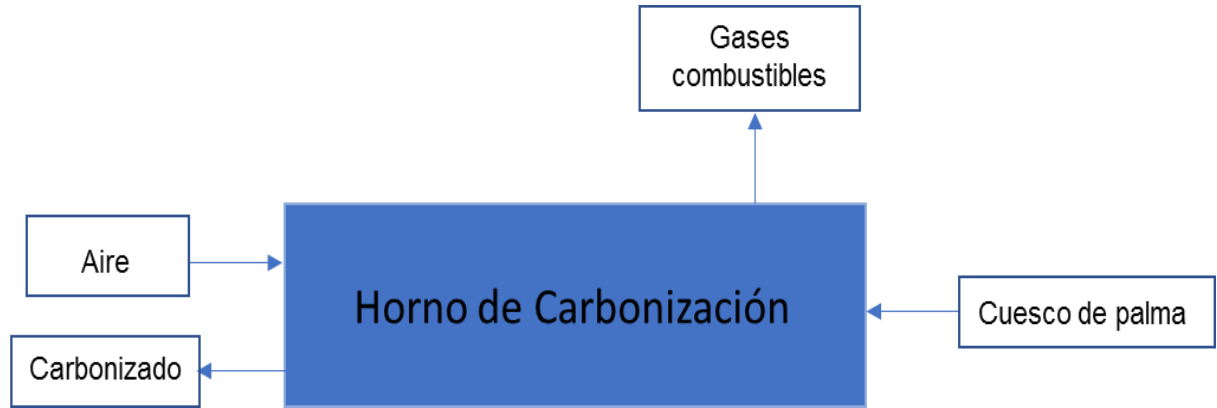 Gases
combustibles
Aire
Horno de Carbonización
Cuesco de palma
Carbonizado